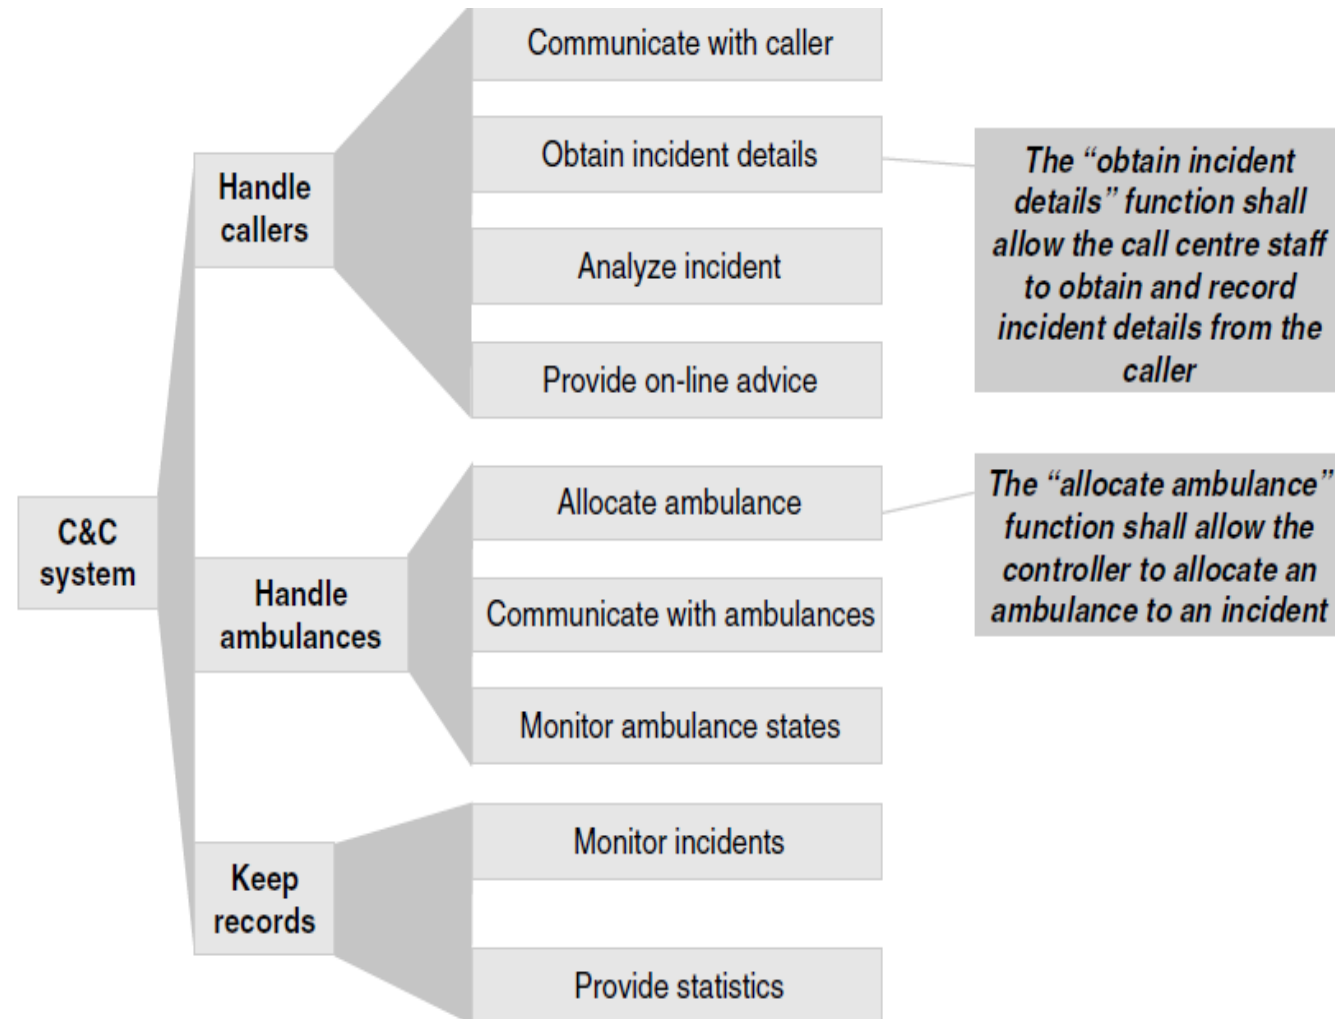 C&C
system
Handle
callers
Communicate with caller
Obtain incident details
Analyze incident
Provide on-line advice
The “obtain incident
details” function shall
allow the call centre staff
to obtain and record
incident details from the
caller
Handle
ambulances
Allocate ambulance
Communicate with ambulances
Monitor ambulance states
The “allocate ambulance”
function shall allow the
controller to allocate an
ambulance to an incident
Keep
records
Monitor incidents
Provide statistics